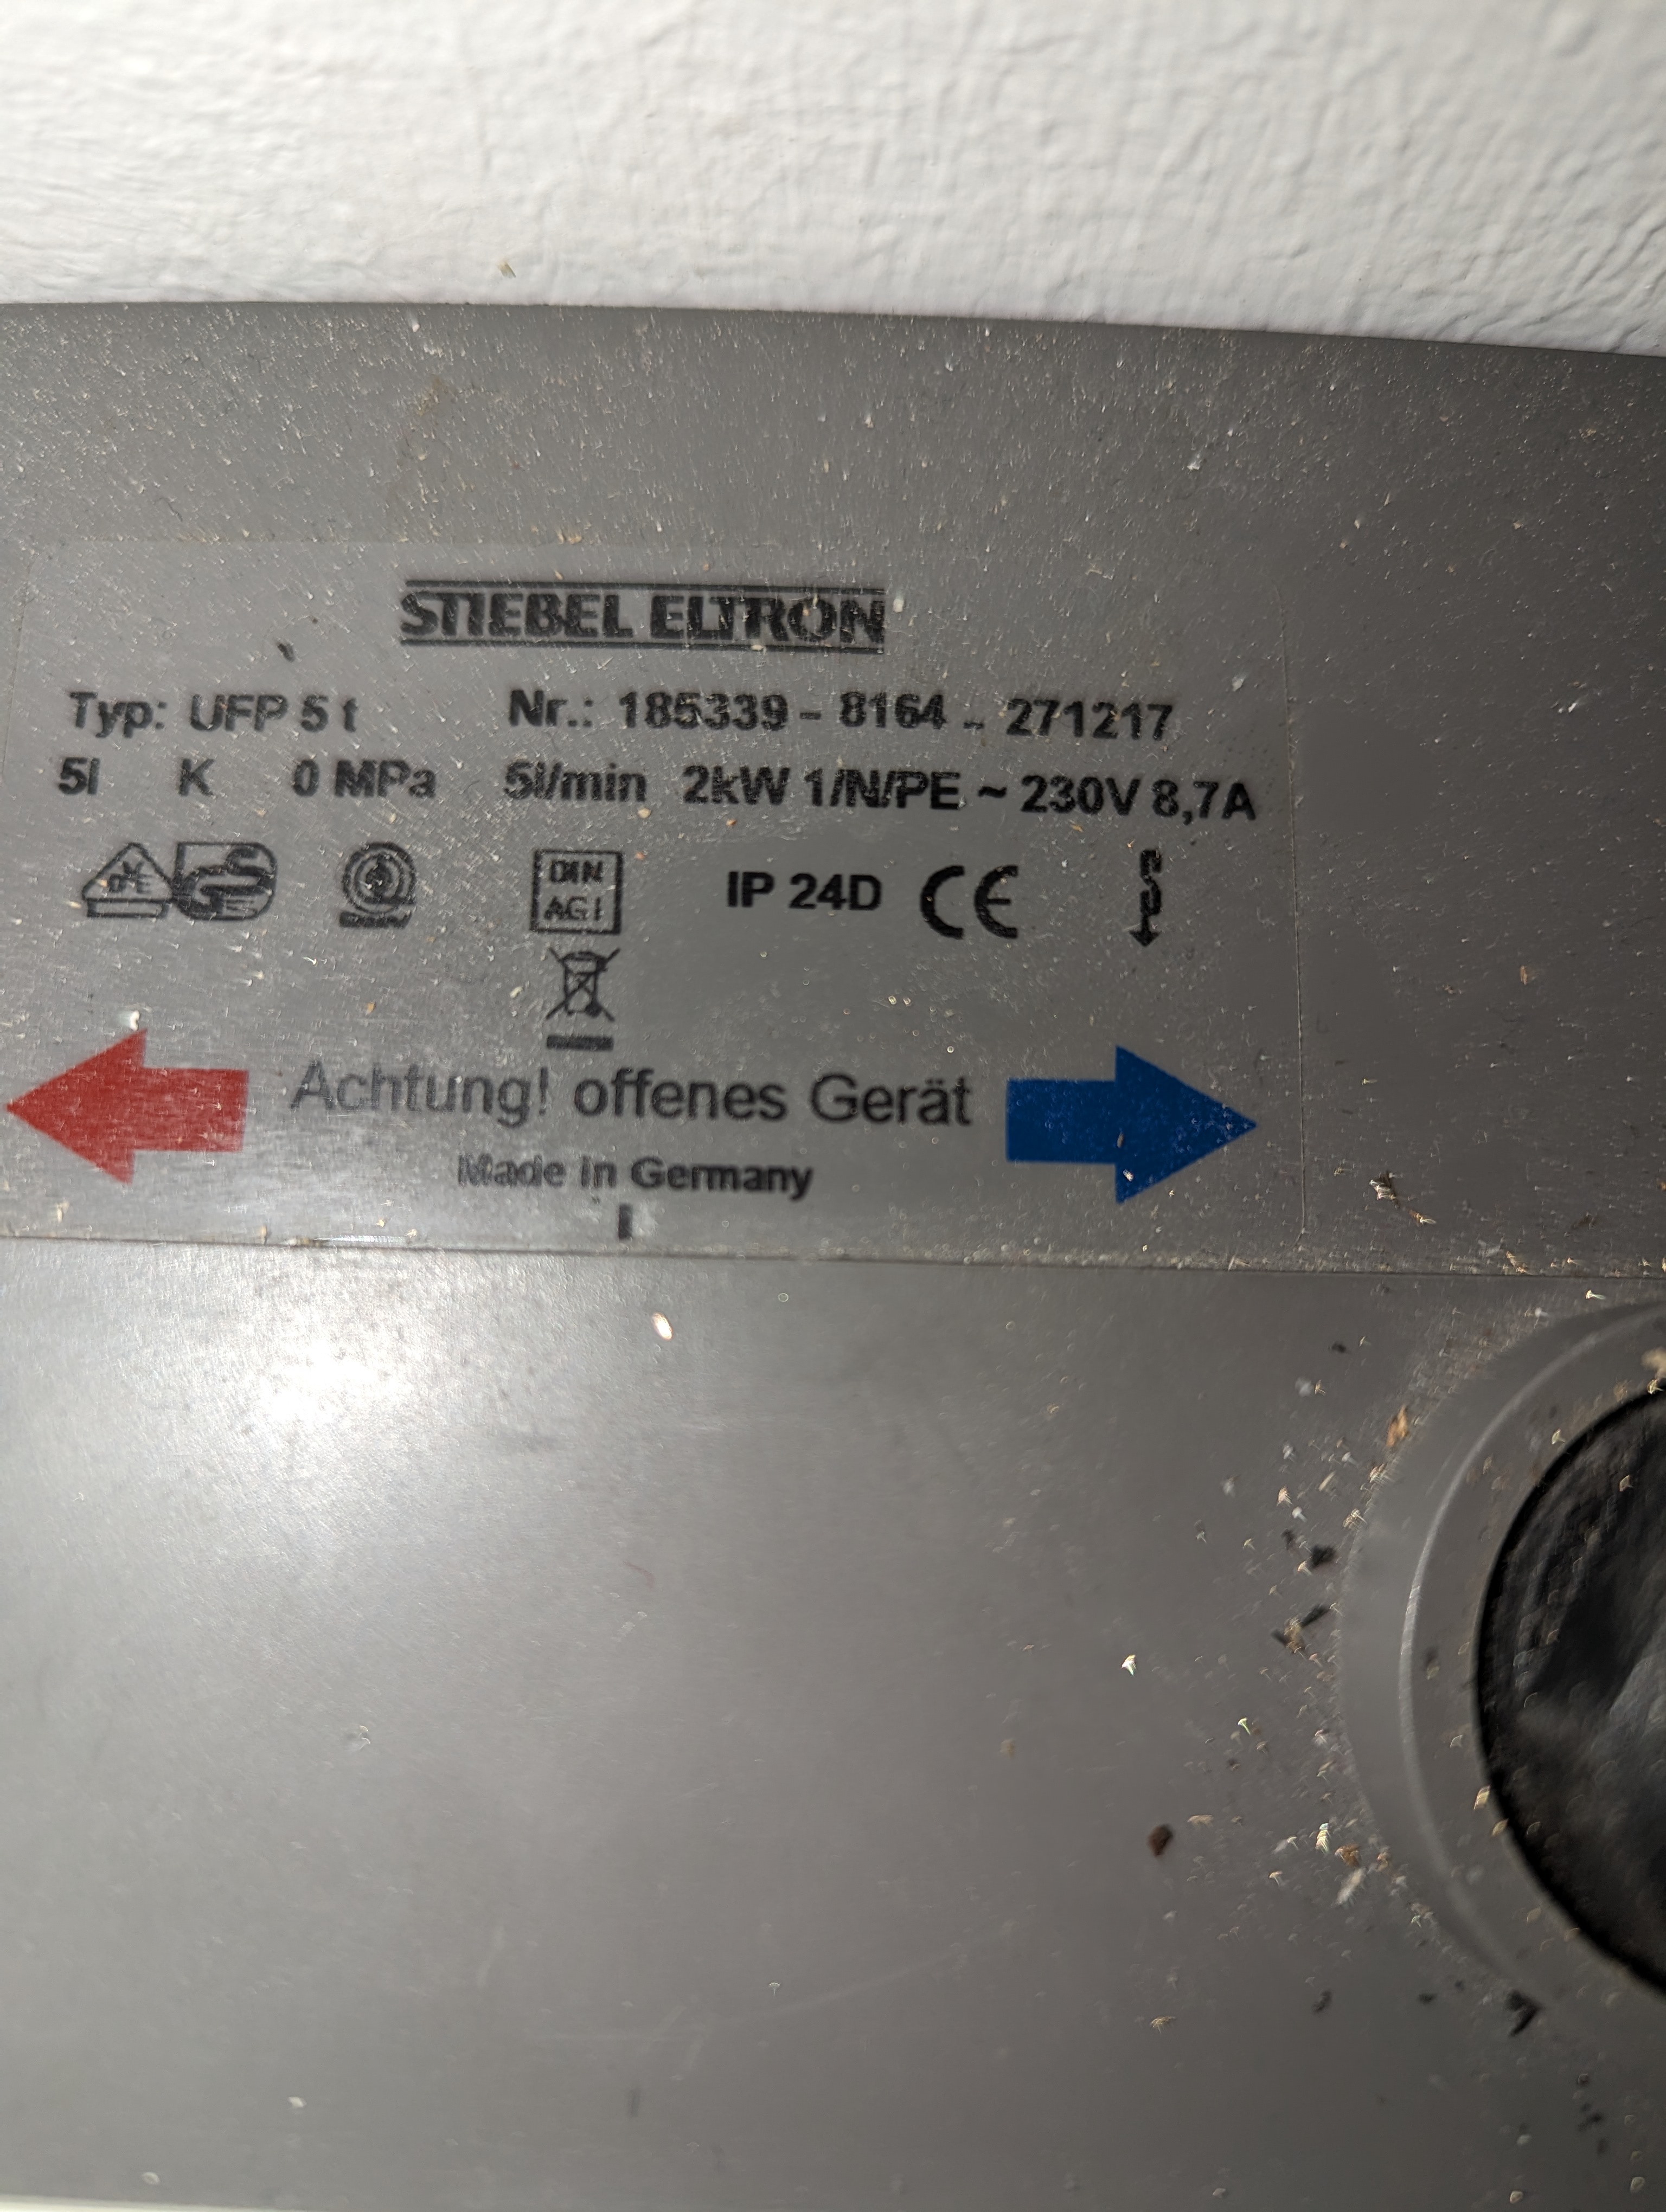 STIEBEL ELTRON
Typ: UFP 5 t Nr.: 185339 - 8164 - 271217
5l K 0 MPa 5l/min 2kW 1/N/PE ~ 230V 8,7A
DIN
AGI
IP 24D CE
Achtung! offenes Gerät
Made in Germany